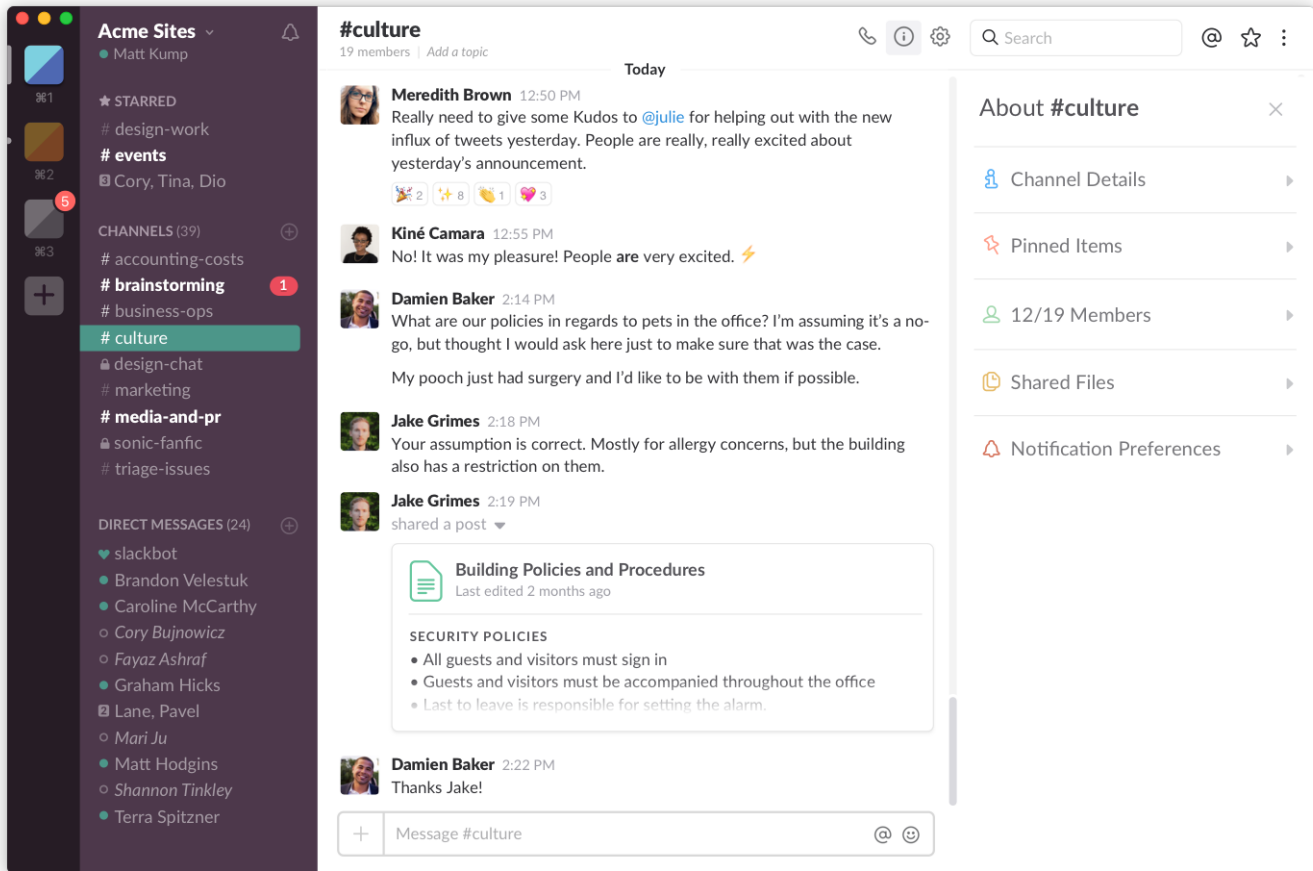 Acme Sites
Matt Kump
⌘1
⌘2
5
⌘3
STARRED
# design-work
# events
3 Cory, Tina, Dio
CHANNELS (39)
# accounting-costs
# brainstorming 1
# business-ops
# culture
design-chat
# marketing
# media-and-pr
sonic-fanfic
# triage-issues
DIRECT MESSAGES (24)
slackbot
Brandon Velestuk
Caroline McCarthy
Cory Bujnowicz
Fayaz Ashraf
Graham Hicks
2 Lane, Pavel
Mari Ju
Matt Hodgins
Shannon Tinkley
Terra Spitzner
#culture
19 members | Add a topic
Search
Today
Meredith Brown 12:50 PM
Really need to give some Kudos to @julie for helping out with the new
influx of tweets yesterday. People are really, really excited about
yesterday's announcement.
🎉 2 ✨ 8 👏 1 💖 3
Kiné Camara 12:55 PM
No! It was my pleasure! People are very excited. ⚡
Damien Baker 2:14 PM
What are our policies in regards to pets in the office? I'm assuming it's a no-
go, but thought I would ask here just to make sure that was the case.
My pooch just had surgery and I'd like to be with them if possible.
Jake Grimes 2:18 PM
Your assumption is correct. Mostly for allergy concerns, but the building
also has a restriction on them.
Jake Grimes 2:19 PM
shared a post
Building Policies and Procedures
Last edited 2 months ago
SECURITY POLICIES
• All guests and visitors must sign in
• Guests and visitors must be accompanied throughout the office
• Last to leave is responsible for setting the alarm.
Damien Baker 2:22 PM
Thanks Jake!
Message #culture
About #culture
Channel Details
Pinned Items
12/19 Members
Shared Files
Notification Preferences